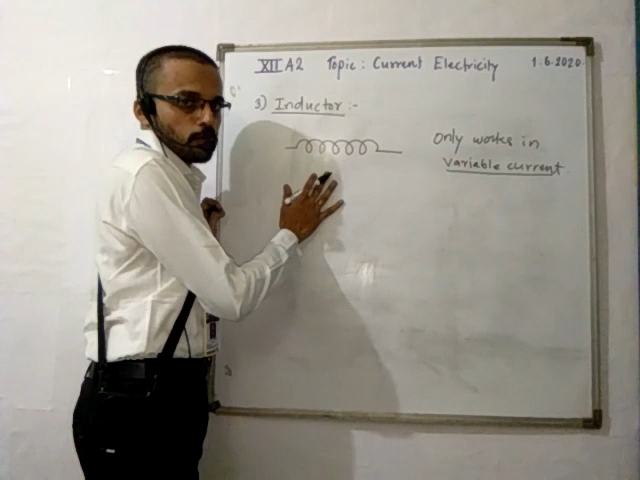 XII A2 Topic: Current Electricity 1.6.2020
3) Inductor :-
Only works in
variable current